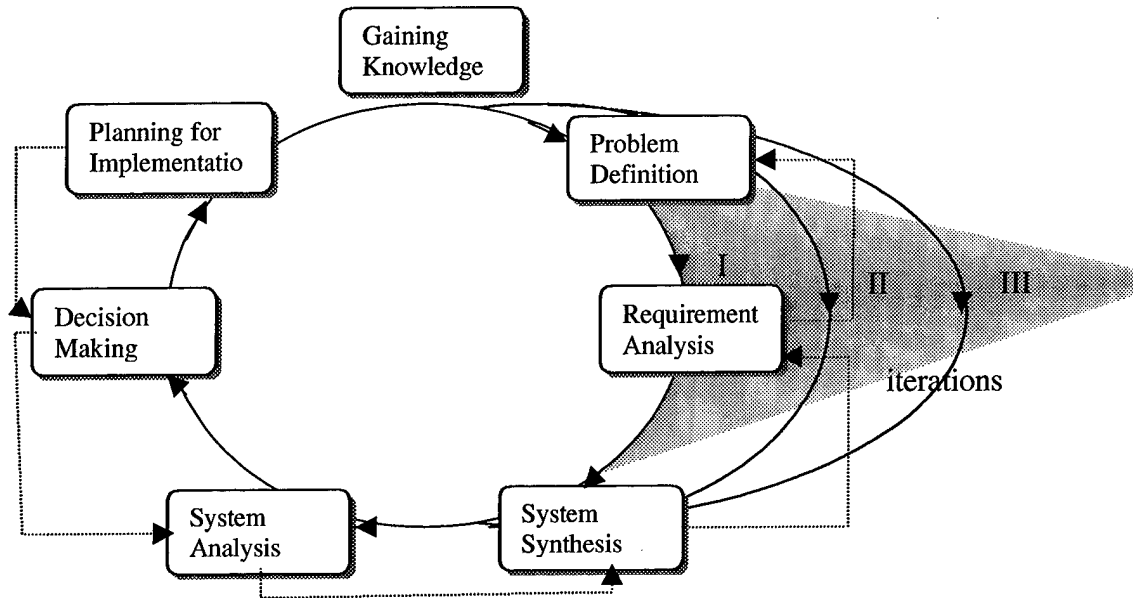 Gaining
Knowledge
Planning for
Implementatio
Problem
Definition
I
II
III
Decision
Making
Requirement
Analysis
iterations
System
Analysis
System
Synthesis